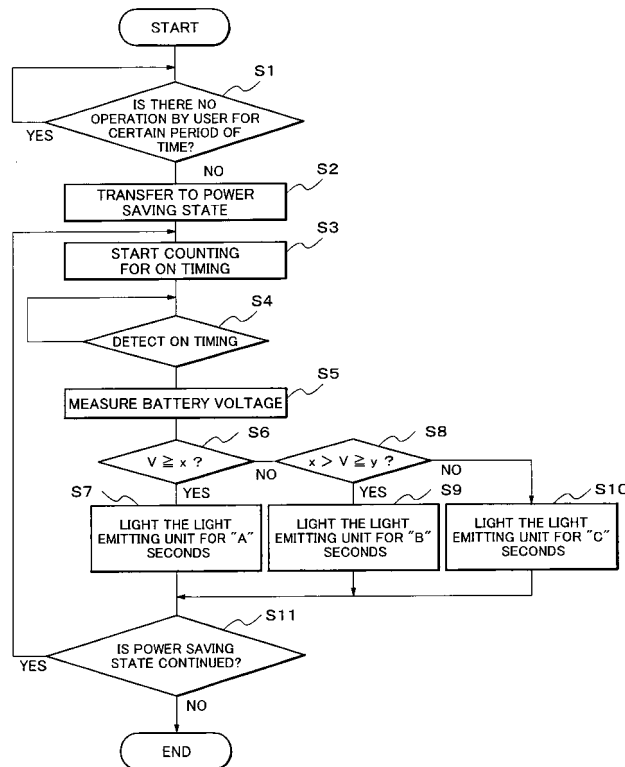 START
S1
IS THERE NO
OPERATION BY USER FOR
CERTAIN PERIOD OF
TIME?
YES
NO
S2
TRANSFER TO POWER
SAVING STATE
S3
START COUNTING
FOR ON TIMING
S4
DETECT ON TIMING
S5
MEASURE BATTERY VOLTAGE
S6
V ≧ x ?
NO
YES
S8
x > V ≧ y ?
NO
YES
S7
LIGHT THE LIGHT
EMITTING UNIT FOR "A"
SECONDS
S9
LIGHT THE LIGHT
EMITTING UNIT FOR "B"
SECONDS
S10
LIGHT THE LIGHT
EMITTING UNIT FOR "C"
SECONDS
S11
IS POWER SAVING
STATE CONTINUED?
YES
NO
END